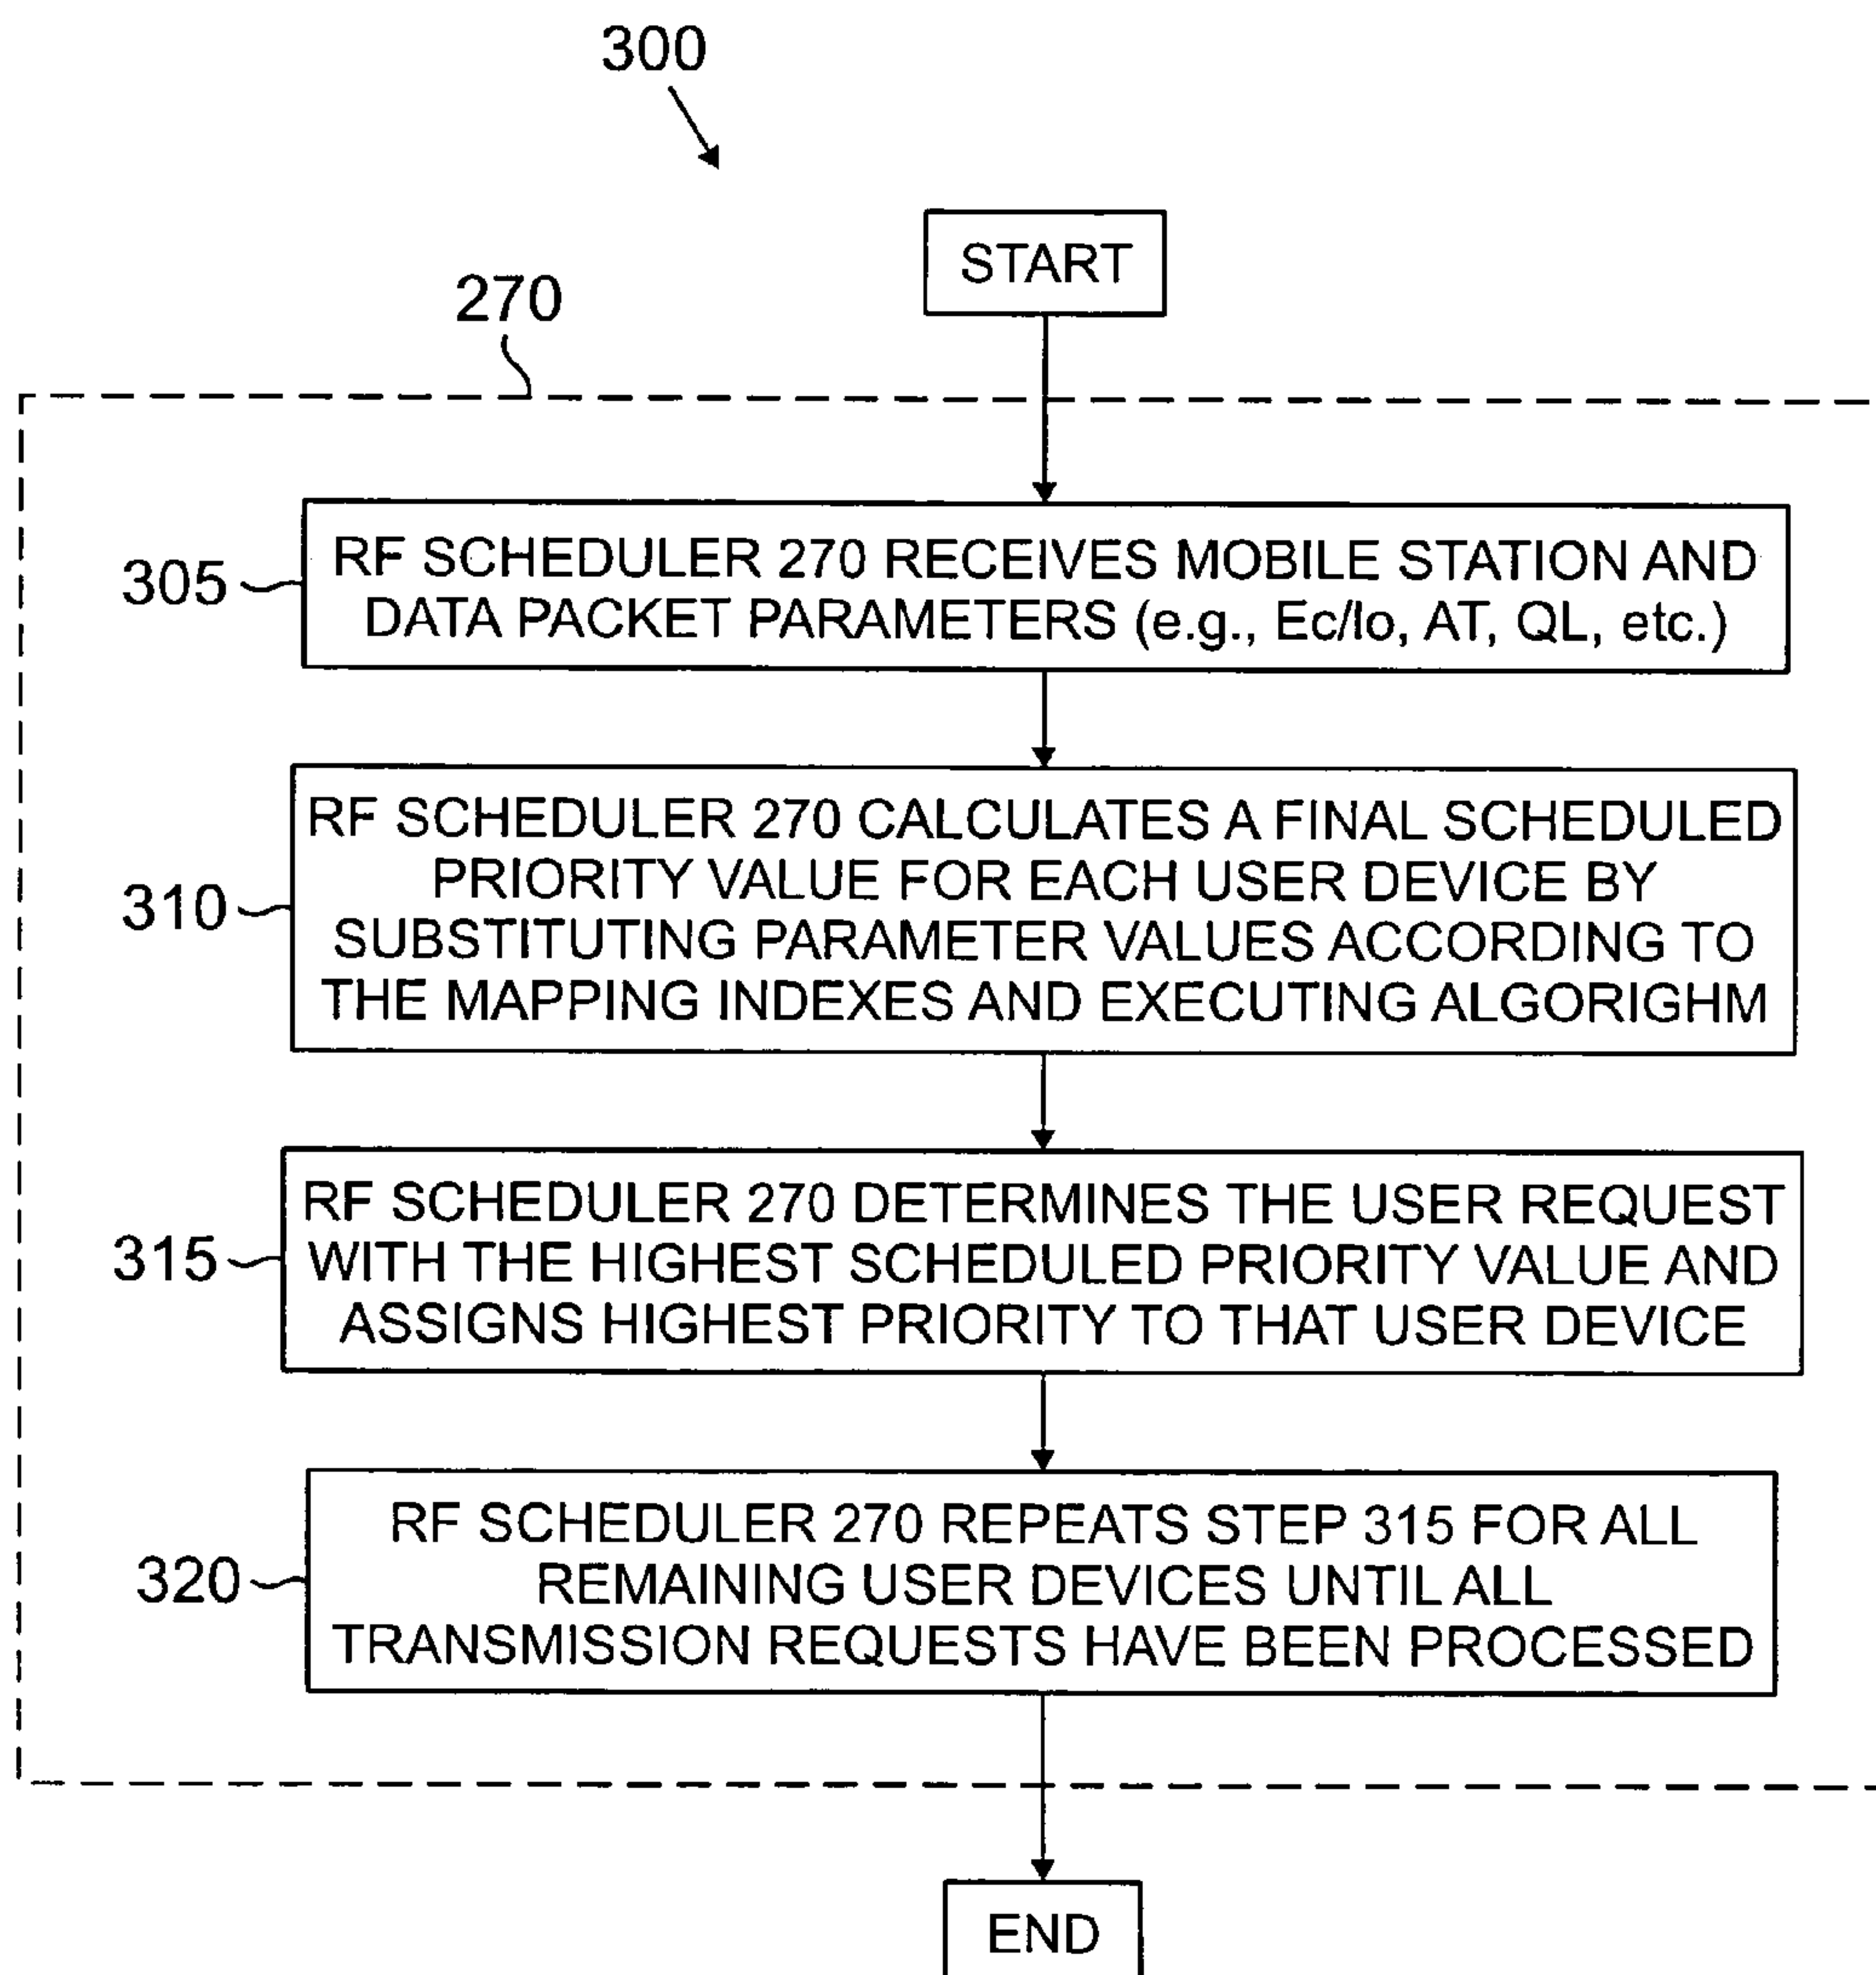 300
START
270
305
RF SCHEDULER 270 RECEIVES MOBILE STATION AND
DATA PACKET PARAMETERS (e.g., Ec/Io, AT, QL, etc.)
310
RF SCHEDULER 270 CALCULATES A FINAL SCHEDULED
PRIORITY VALUE FOR EACH USER DEVICE BY
SUBSTITUTING PARAMETER VALUES ACCORDING TO
THE MAPPING INDEXES AND EXECUTING ALGORIGHM
315
RF SCHEDULER 270 DETERMINES THE USER REQUEST
WITH THE HIGHEST SCHEDULED PRIORITY VALUE AND
ASSIGNS HIGHEST PRIORITY TO THAT USER DEVICE
320
RF SCHEDULER 270 REPEATS STEP 315 FOR ALL
REMAINING USER DEVICES UNTIL ALL
TRANSMISSION REQUESTS HAVE BEEN PROCESSED
END